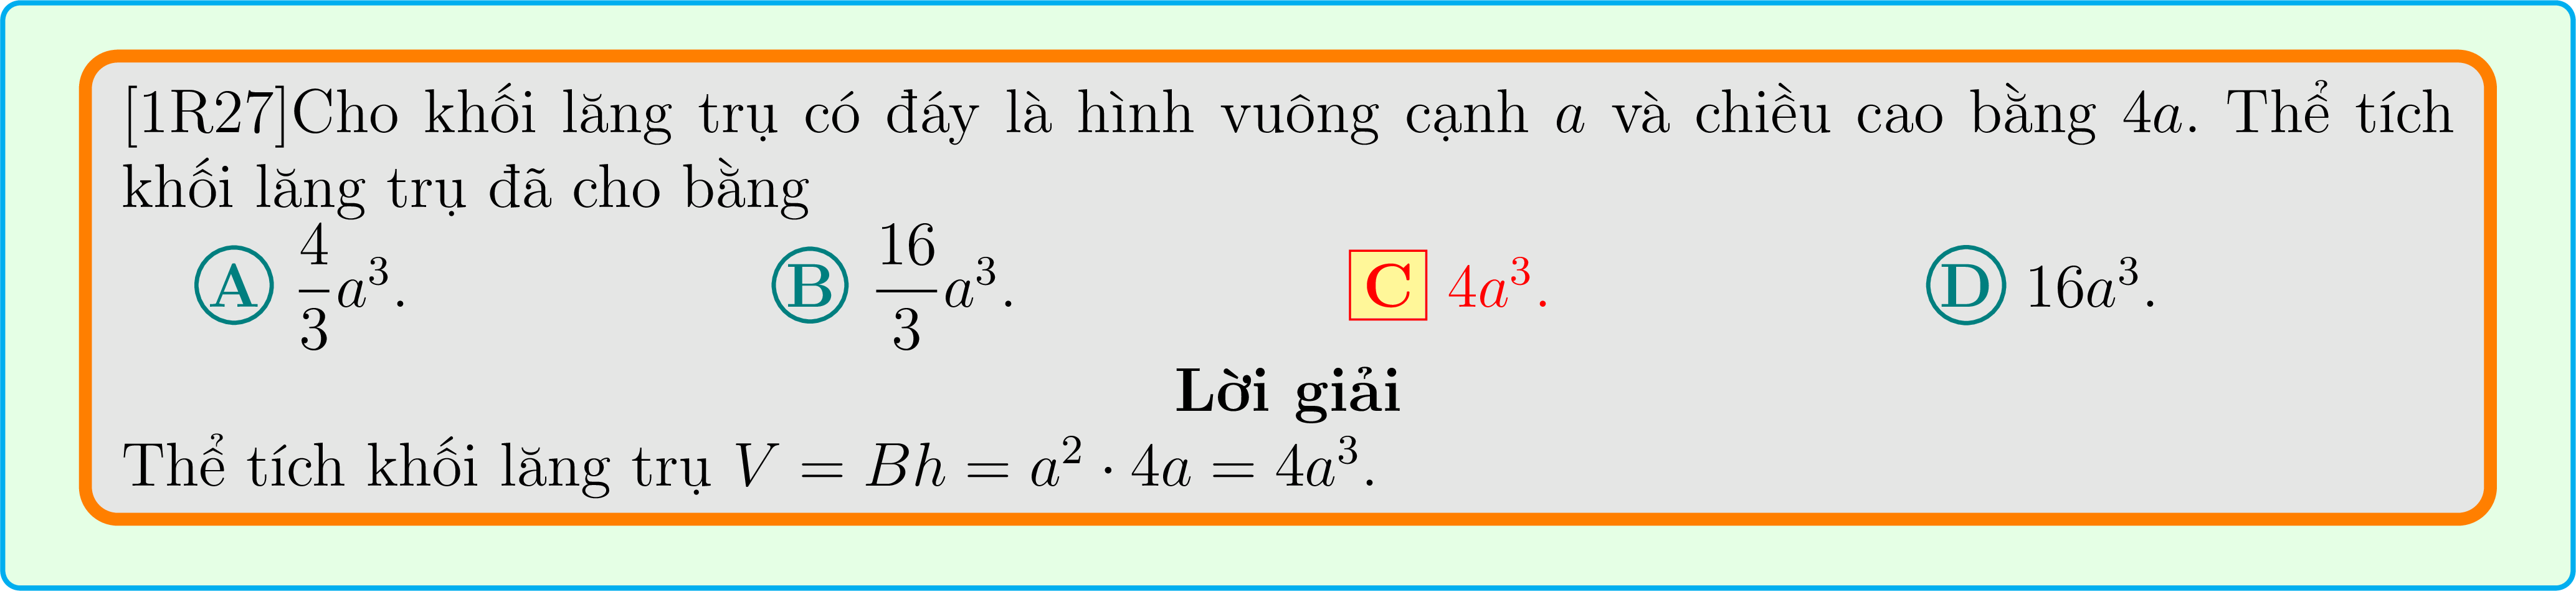 [1R27]Cho khối lăng trụ có đáy là hình vuông cạnh a và chiều cao bằng 4a. Thể tích
khối lăng trụ đã cho bằng
A \frac{4}{3}a^3. B \frac{16}{3}a^3. C 4a^3. D 16a^3.
Lời giải
Thể tích khối lăng trụ V = Bh = a^2 · 4a = 4a^3.